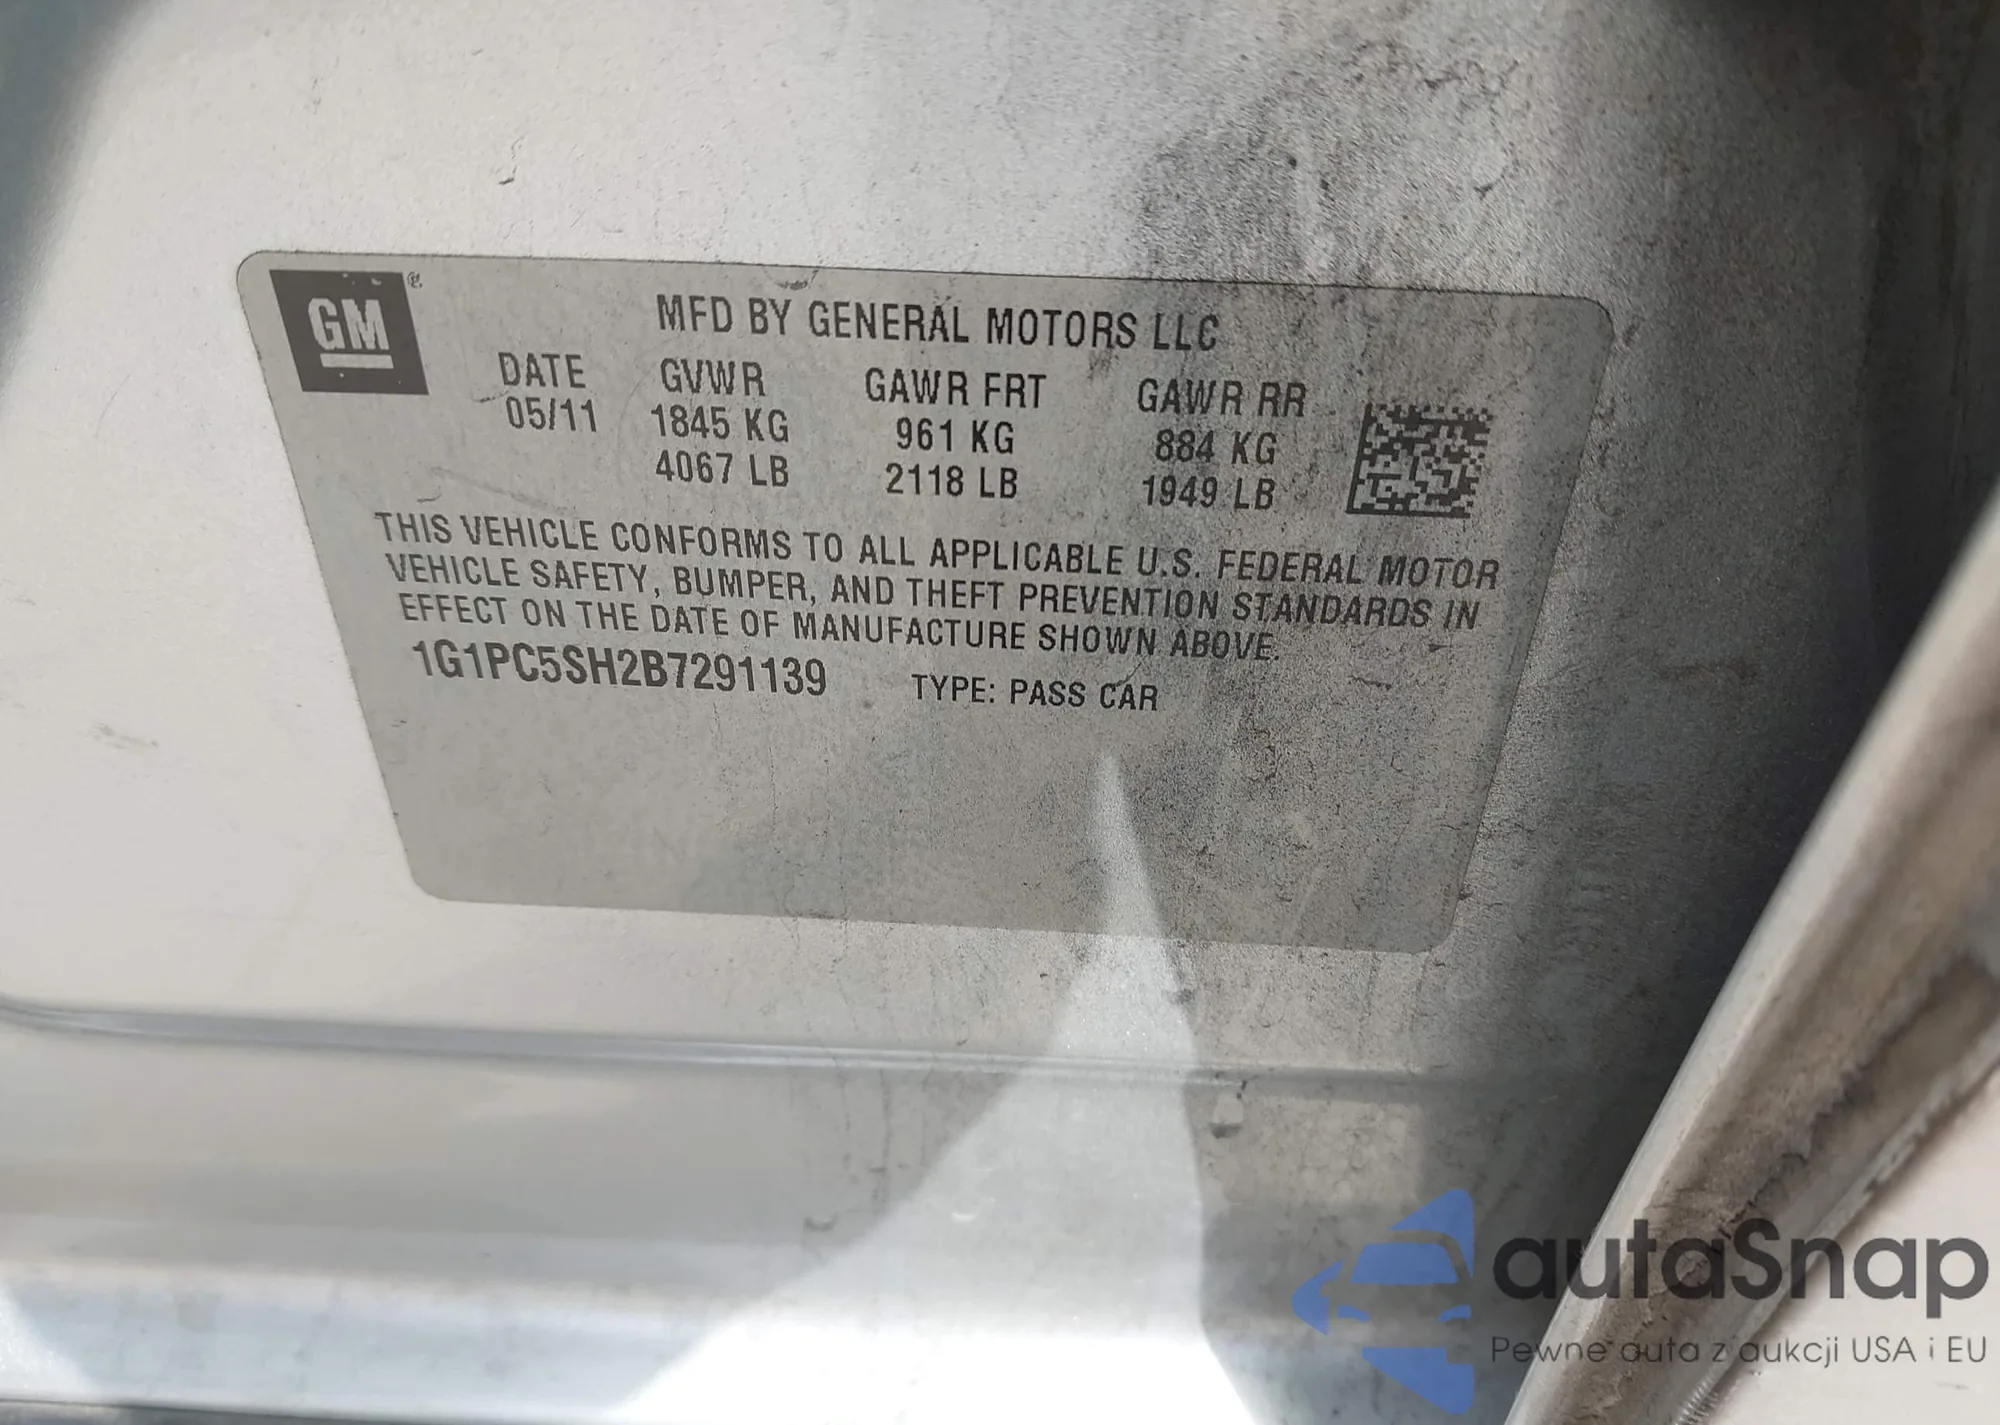 GM ®
MFD BY GENERAL MOTORS LLC
DATE GVWR GAWR FRT GAWR RR
05/11 1845 KG 961 KG 884 KG
4067 LB 2118 LB 1949 LB
THIS VEHICLE CONFORMS TO ALL APPLICABLE U.S. FEDERAL MOTOR
VEHICLE SAFETY, BUMPER, AND THEFT PREVENTION STANDARDS IN
EFFECT ON THE DATE OF MANUFACTURE SHOWN ABOVE.
1G1PC5SH2B7291139 TYPE: PASS CAR
autaSnap
Pewne auta z aukcji USA i EU